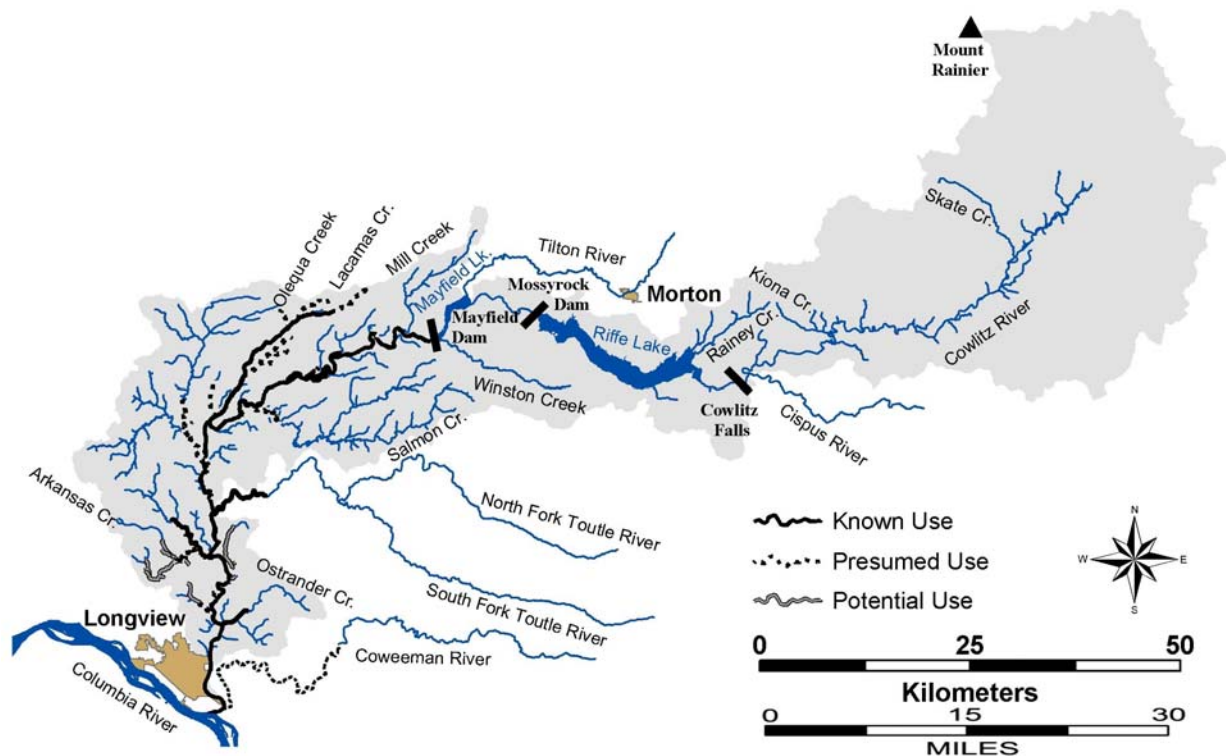 Mount
Rainier
Skate Cr.
Olequa Creek
Lacamas Cr.
Mill Creek
Mayfield Lk.
Tilton River
Mossyrock
Dam
Morton
Kiona Cr.
Mayfield
Dam
Riffe Lake
Rainey Cr.
Cowlitz River
Winston Creek
Cowlitz
Falls
Cispus River
Salmon Cr.
Arkansas Cr.
North Fork Toutle River
Known Use
Presumed Use
Potential Use
N
W
E
S
Ostrander Cr.
South Fork Toutle River
Longview
Coweeman River
Columbia River
0 25 50
Kilometers
0 15 30
MILES